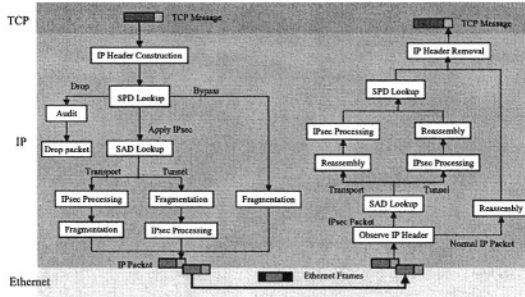 TCP
TCP Message
TCP Message
IP Header Construction
IP Header Removal
Drop
SPD Lookup
Bypass
SPD Lookup
Audit
Apply IPsec
IPsec Processing
Reassembly
IP
Drop packet
SAD Lookup
Reassembly
IPsec Processing
Transport
Tunnel
Transport
Tunnel
IPsec Processing
Fragmentation
Fragmentation
SAD Lookup
Reassembly
IPsec Packet
Fragmentation
IPsec Processing
Observe IP Header
Normal IP Packet
IP Packet
Ethernet
Ethernet Frames